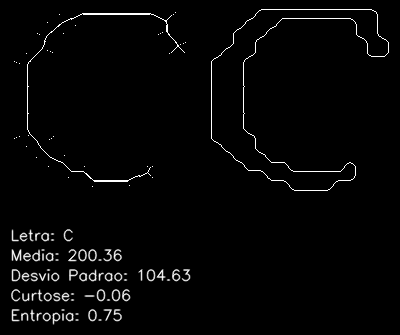 C C
Letra: C
Media: 200.36
Desvio Padrao: 104.63
Curtose: −0.06
Entropia: 0.75